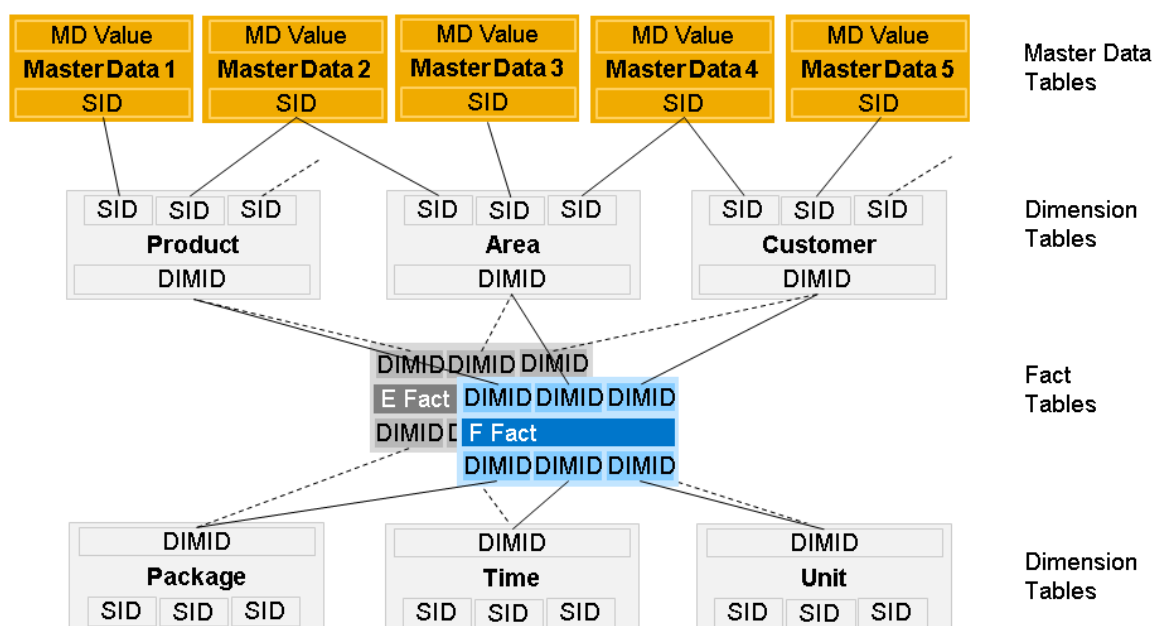 MD Value MD Value MD Value MD Value MD Value
Master Data 1 Master Data 2 Master Data 3 Master Data 4 Master Data 5
SID SID SID SID SID
Master Data
Tables
SID SID SID SID SID SID SID SID SID
Product Area Customer
DIMID DIMID DIMID
Dimension
Tables
DIMID DIMID DIMID
E Fact
DIMID
DIMID DIMID DIMID
F Fact
DIMID DIMID DIMID
Fact
Tables
DIMID DIMID DIMID
Package Time Unit
SID SID SID SID SID SID SID SID SID
Dimension
Tables